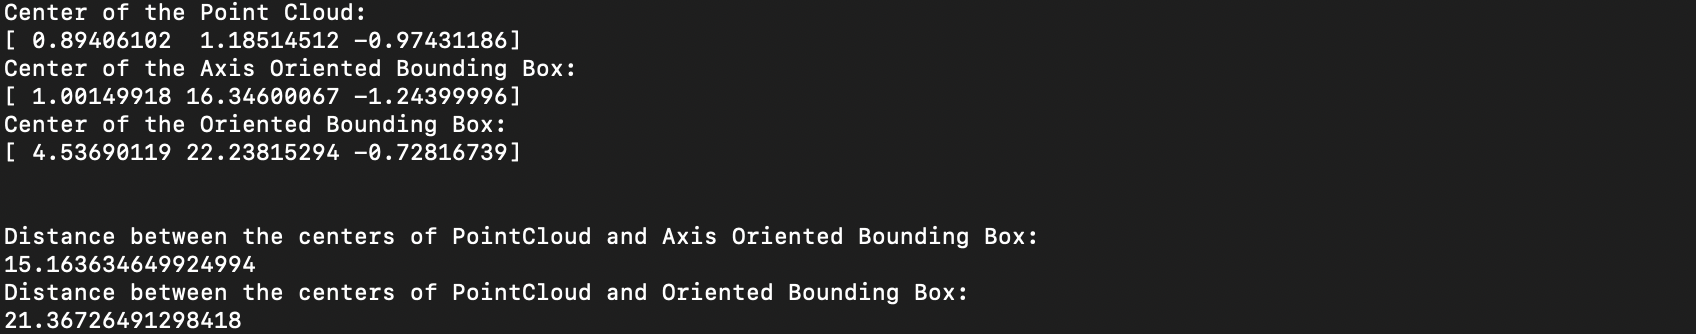 Center of the Point Cloud:
[ 0.89406102  1.18514512 -0.97431186]
Center of the Axis Oriented Bounding Box:
[ 1.00149918 16.34600067 -1.24399996]
Center of the Oriented Bounding Box:
[ 4.53690119 22.23815294 -0.72816739]
Distance between the centers of PointCloud and Axis Oriented Bounding Box:
15.163634649924994
Distance between the centers of PointCloud and Oriented Bounding Box:
21.36726491298418